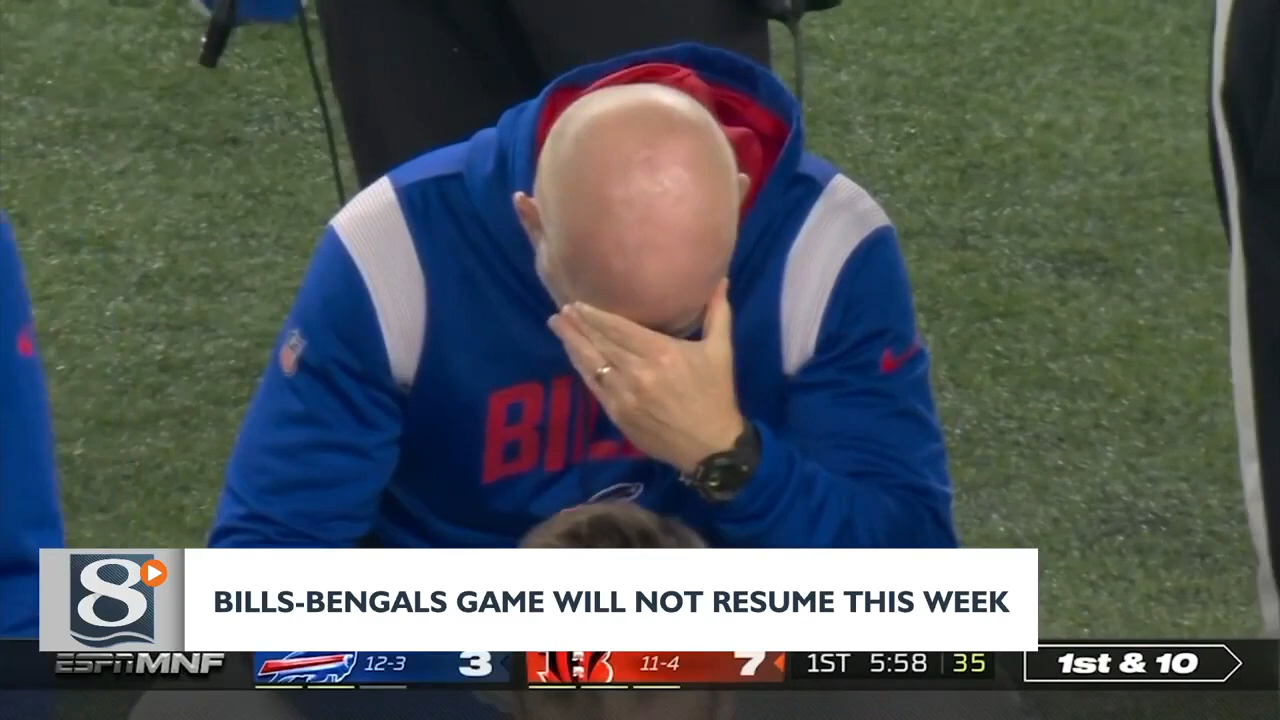 BILLS
8
BILLS-BENGALS GAME WILL NOT RESUME THIS WEEK
ESPN MNF 12-3 3 11-4 7 1ST 5:58 35 1st & 10